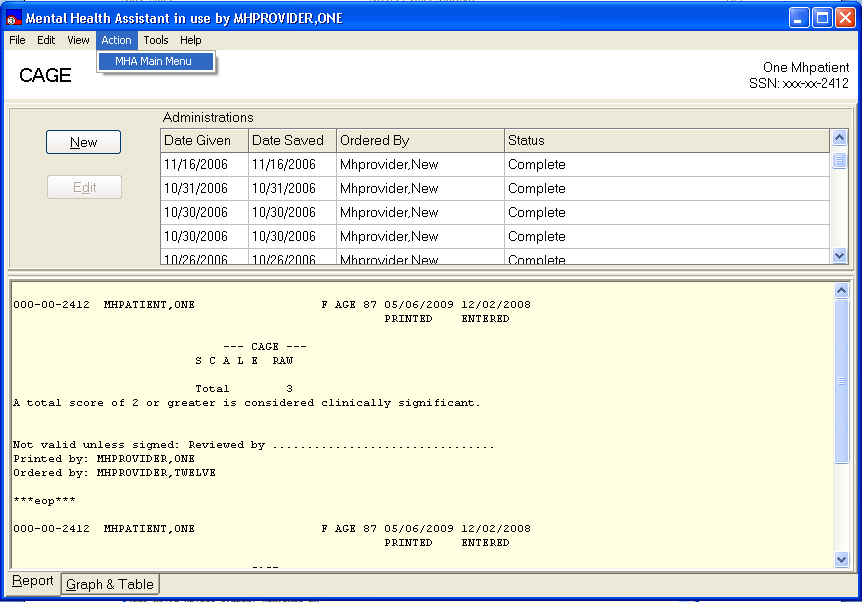 Mental Health Assistant in use by MHPROVIDER,ONE
File Edit View Action Tools Help
MHA Main Menu
CAGE
One Mhpatient
SSN: xxx-xx-2412
Administrations
New
Edit
Date Given Date Saved Ordered By Status
11/16/2006 11/16/2006 Mhprovider,New Complete
10/31/2006 10/31/2006 Mhprovider,New Complete
10/30/2006 10/30/2006 Mhprovider,New Complete
10/30/2006 10/30/2006 Mhprovider,New Complete
10/26/2006 10/26/2006 Mhprovider,New Complete
000-00-2412 MHPATIENT,ONE F AGE 87 05/06/2009 12/02/2008
PRINTED ENTERED
--- CAGE ---
S C A L E RAW
Total 3
A total score of 2 or greater is considered clinically significant.
Not valid unless signed: Reviewed by ................................
Printed by: MHPROVIDER,ONE
Ordered by: MHPROVIDER,TWELVE
***eop***
000-00-2412 MHPATIENT,ONE F AGE 87 05/06/2009 12/02/2008
PRINTED ENTERED
Report Graph & Table